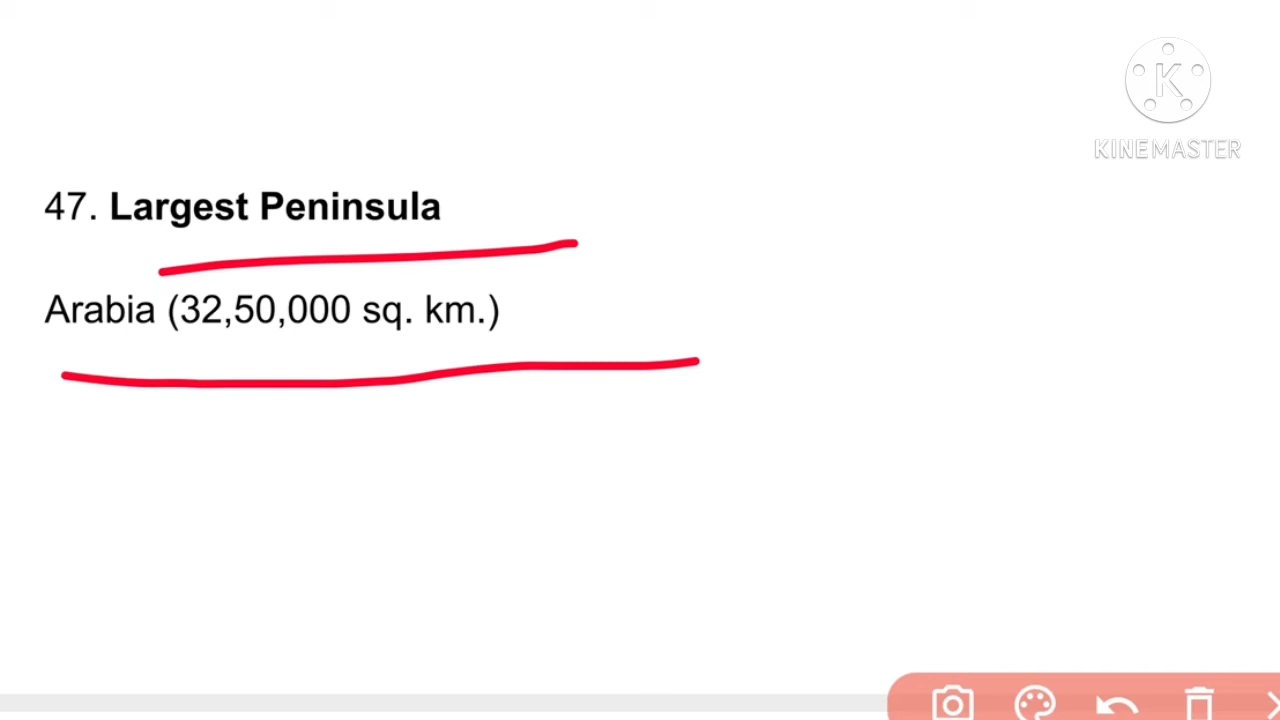 K
KINEMASTER
47. Largest Peninsula
Arabia (32,50,000 sq. km.)